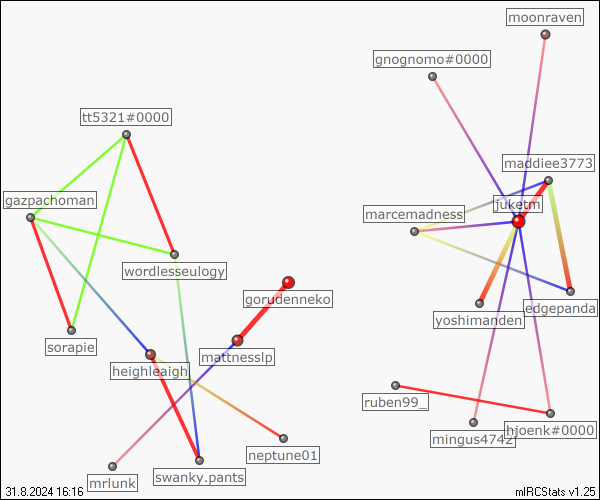 moonraven
gnognomo#0000
tt5321#0000
maddiee3773
gazpachoman
juketm
marcemadness
wordlesseulogy
gorudenneko
edgepanda
yoshimanden
sorapie
mattnesslp
heighleaigh
ruben99_
hjoenk#0000
mingus4742
neptune01
swanky.pants
mrlunk
31.8.2024 16:16
mIRCStats v1.25